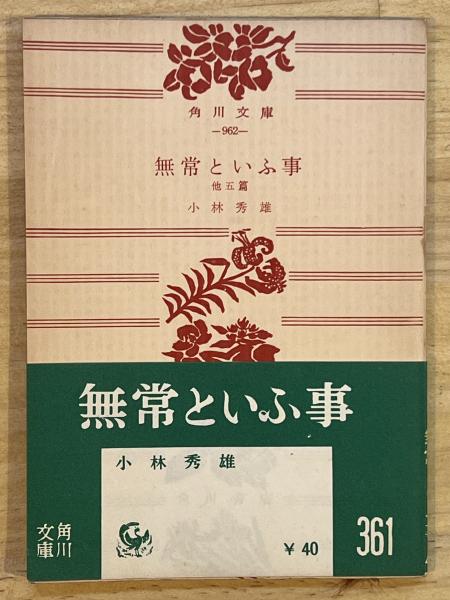 角川文庫
—962—
無常といふ事
他五篇
小林秀雄
無常といふ事
小林秀雄
角川文庫
¥ 40
361